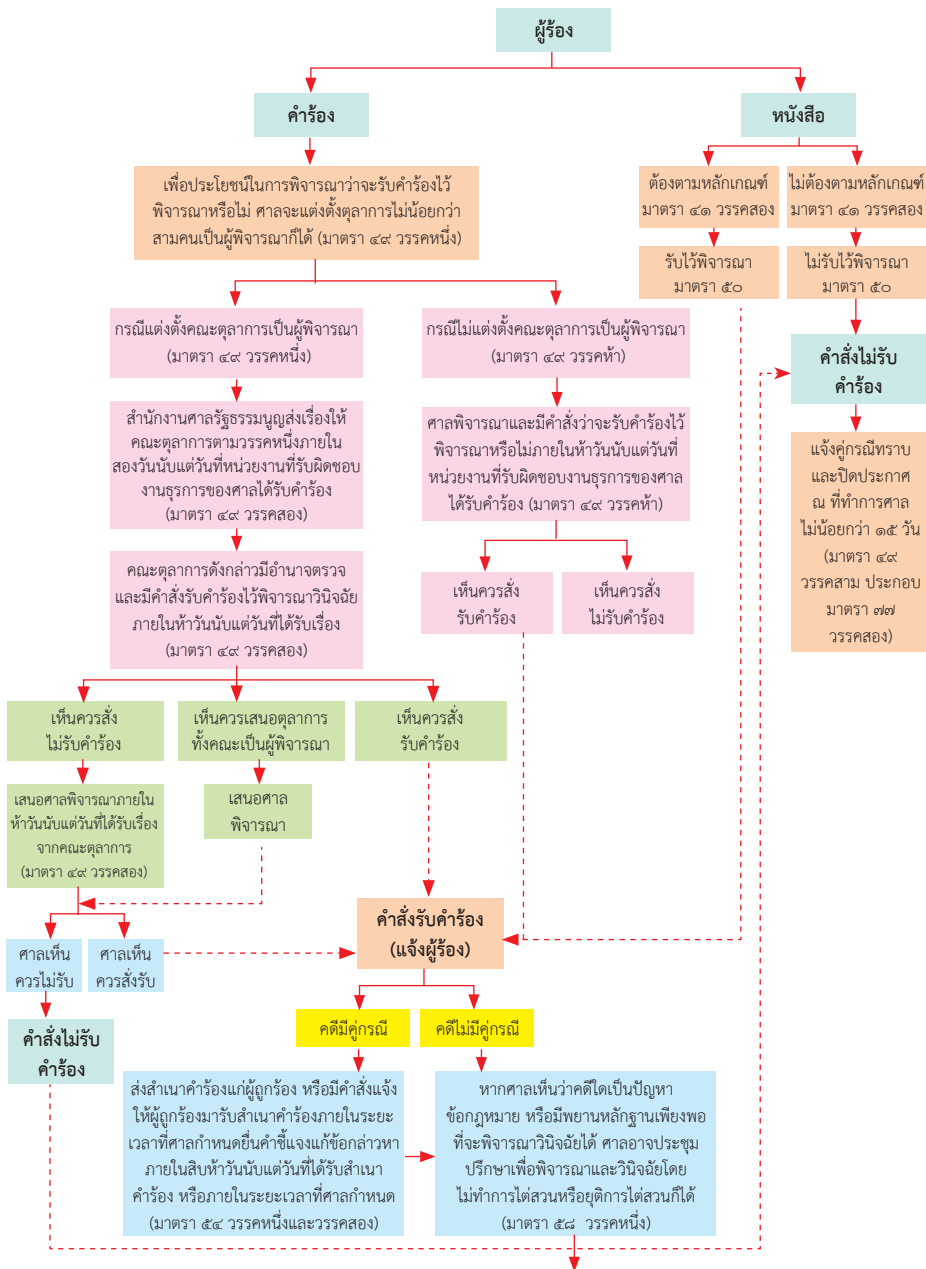 ผู้ร้อง
คำร้อง
หนังสือ
เพื่อประโยชน์ในการพิจารณาว่าจะรับคำร้องไว้
พิจารณาหรือไม่ ศาลจะแต่งตั้งตุลาการไม่น้อยกว่า
สามคนเป็นผู้พิจารณาก็ได้ (มาตรา ๔๙ วรรคหนึ่ง)
ต้องตามหลักเกณฑ์
มาตรา ๔๑ วรรคสอง
ไม่ต้องตามหลักเกณฑ์
มาตรา ๔๑ วรรคสอง
รับไว้พิจารณา
มาตรา ๕๐
ไม่รับไว้พิจารณา
มาตรา ๕๐
กรณีแต่งตั้งคณะตุลาการเป็นผู้พิจารณา
(มาตรา ๔๙ วรรคหนึ่ง)
กรณีไม่แต่งตั้งคณะตุลาการเป็นผู้พิจารณา
(มาตรา ๔๙ วรรคห้า)
คำสั่งไม่รับ
คำร้อง
สำนักงานศาลรัฐธรรมนูญส่งเรื่องให้
คณะตุลาการตามวรรคหนึ่งภายใน
สองวันนับแต่วันที่หน่วยงานที่รับผิดชอบ
งานธุรการของศาลได้รับคำร้อง
(มาตรา ๔๙ วรรคสอง)
ศาลพิจารณาและมีคำสั่งว่าจะรับคำร้องไว้
พิจารณาหรือไม่ภายในห้าวันนับแต่วันที่
หน่วยงานที่รับผิดชอบงานธุรการของศาล
ได้รับคำร้อง (มาตรา ๔๙ วรรคห้า)
แจ้งคู่กรณีทราบ
และปิดประกาศ
ณ ที่ทำการศาล
ไม่น้อยกว่า ๑๕ วัน
(มาตรา ๔๙
วรรคสาม ประกอบ
มาตรา ๗๗
วรรคสอง)
คณะตุลาการดังกล่าวมีอำนาจตรวจ
และมีคำสั่งรับคำร้องไว้พิจารณาวินิจฉัย
ภายในห้าวันนับแต่วันที่ได้รับเรื่อง
(มาตรา ๔๙ วรรคสอง)
เห็นควรสั่ง
รับคำร้อง
เห็นควรสั่ง
ไม่รับคำร้อง
เห็นควรสั่ง
ไม่รับคำร้อง
เห็นควรเสนอตุลาการ
ทั้งคณะเป็นผู้พิจารณา
เห็นควรสั่ง
รับคำร้อง
เสนอศาลพิจารณาภายใน
ห้าวันนับแต่วันที่ได้รับเรื่อง
จากคณะตุลาการ
(มาตรา ๔๙ วรรคสอง)
เสนอศาล
พิจารณา
ศาลเห็น
ควรไม่รับ
ศาลเห็น
ควรสั่งรับ
คำสั่งรับคำร้อง
(แจ้งผู้ร้อง)
คำสั่งไม่รับ
คำร้อง
คดีมีคู่กรณี
คดีไม่มีคู่กรณี
ส่งสำเนาคำร้องแก่ผู้ถูกร้อง หรือมีคำสั่งแจ้ง
ให้ผู้ถูกร้องมารับสำเนาคำร้องภายในระยะ
เวลาที่ศาลกำหนดยื่นคำชี้แจงแก้ข้อกล่าวหา
ภายในสิบห้าวันนับแต่วันที่ได้รับสำเนา
คำร้อง หรือภายในระยะเวลาที่ศาลกำหนด
(มาตรา ๕๔ วรรคหนึ่งและวรรคสอง)
หากศาลเห็นว่าคดีใดเป็นปัญหา
ข้อกฎหมาย หรือมีพยานหลักฐานเพียงพอ
ที่จะพิจารณาวินิจฉัยได้ ศาลอาจประชุม
ปรึกษาเพื่อพิจารณาและวินิจฉัยโดย
ไม่ทำการไต่สวนหรือยุติการไต่สวนก็ได้
(มาตรา ๕๘ วรรคหนึ่ง)